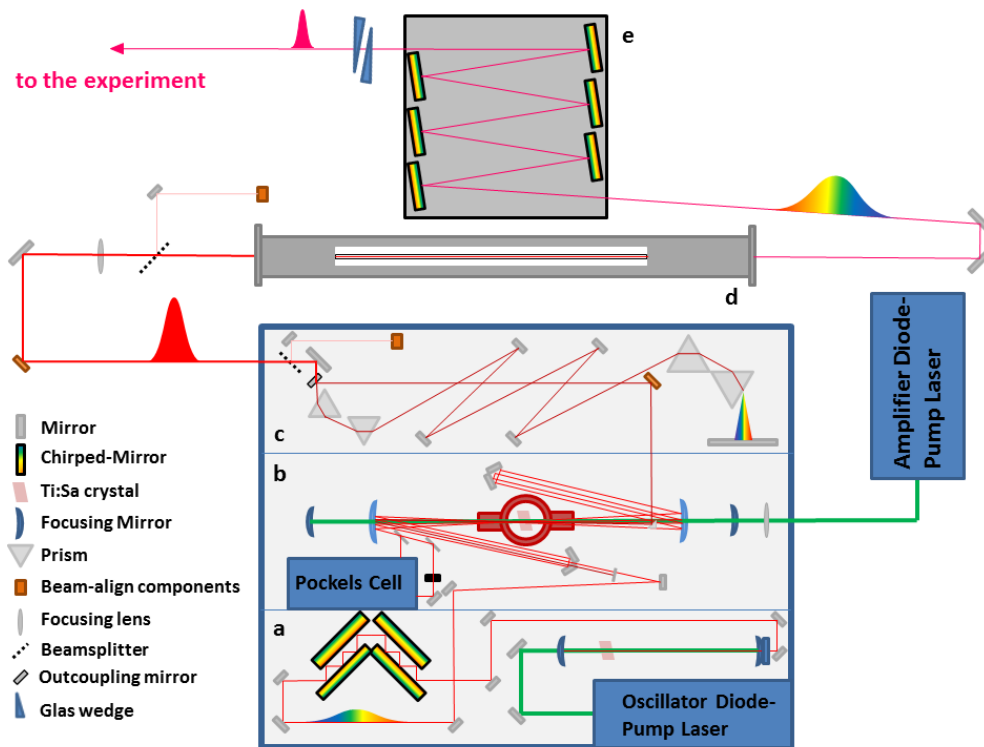 e
to the experiment
d
Amplifier Diode-
Pump Laser
c
Mirror
Chirped-Mirror
b
Ti:Sa crystal
Focusing Mirror
Prism
Pockels Cell
Beam-align components
a
Focusing lens
Beamsplitter
Outcoupling mirror
Glas wedge
Oscillator Diode-
Pump Laser